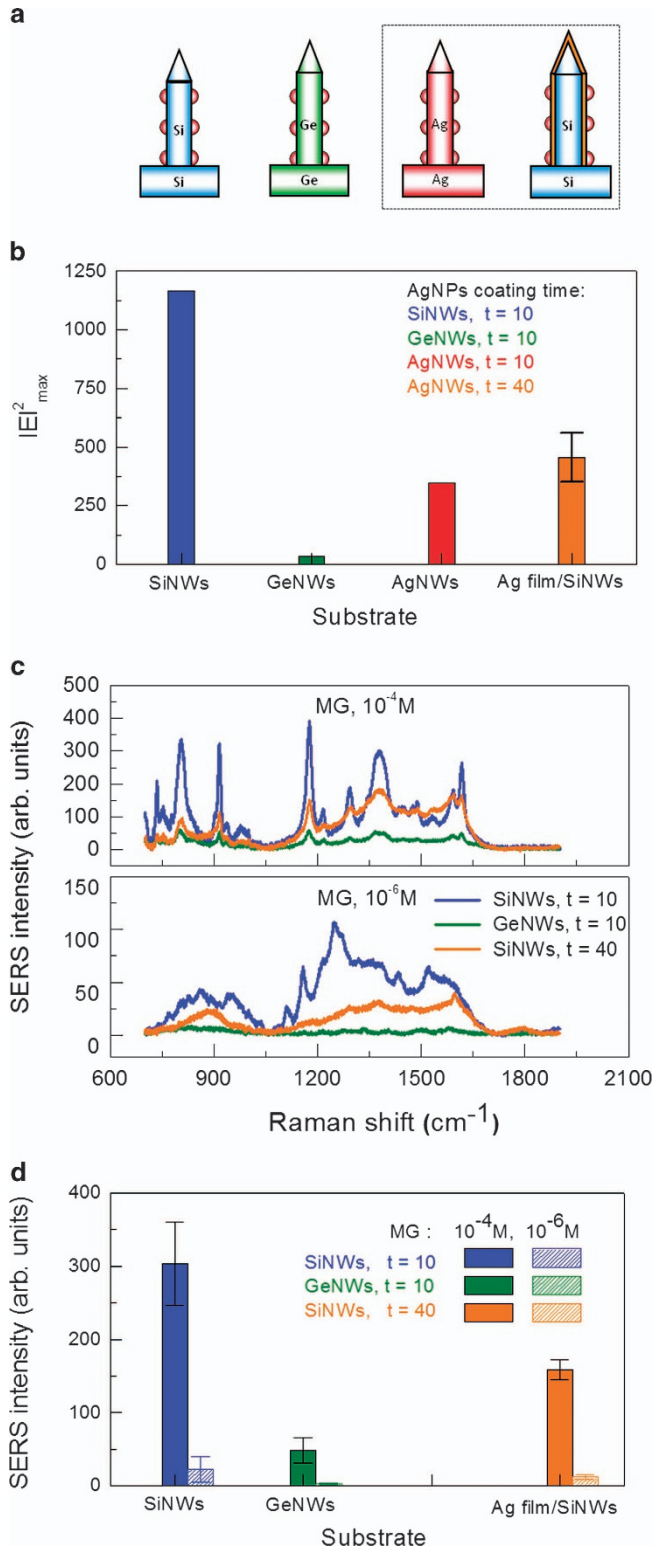 a
Si
Ge
Ag
Si
Si
Ge
Ag
Si
b
|E|²max
1250
1000
750
500
250
0
AgNPs coating time:
SiNWs, t = 10
GeNWs, t = 10
AgNWs, t = 10
AgNWs, t = 40
SiNWs GeNWs AgNWs Ag film/SiNWs
Substrate
c
SERS intensity (arb. units)
500
400
300
200
100
0
MG, 10⁻⁴M
SERS intensity (arb. units)
150
100
50
0
MG, 10⁻⁶M
SiNWs, t = 10
GeNWs, t = 10
SiNWs, t = 40
600 900 1200 1500 1800 2100
Raman shift (cm⁻¹)
d
SERS intensity (arb. units)
400
300
200
100
0
MG : 10⁻⁴M, 10⁻⁶M
SiNWs, t = 10
GeNWs, t = 10
SiNWs, t = 40
SiNWs GeNWs Ag film/SiNWs
Substrate